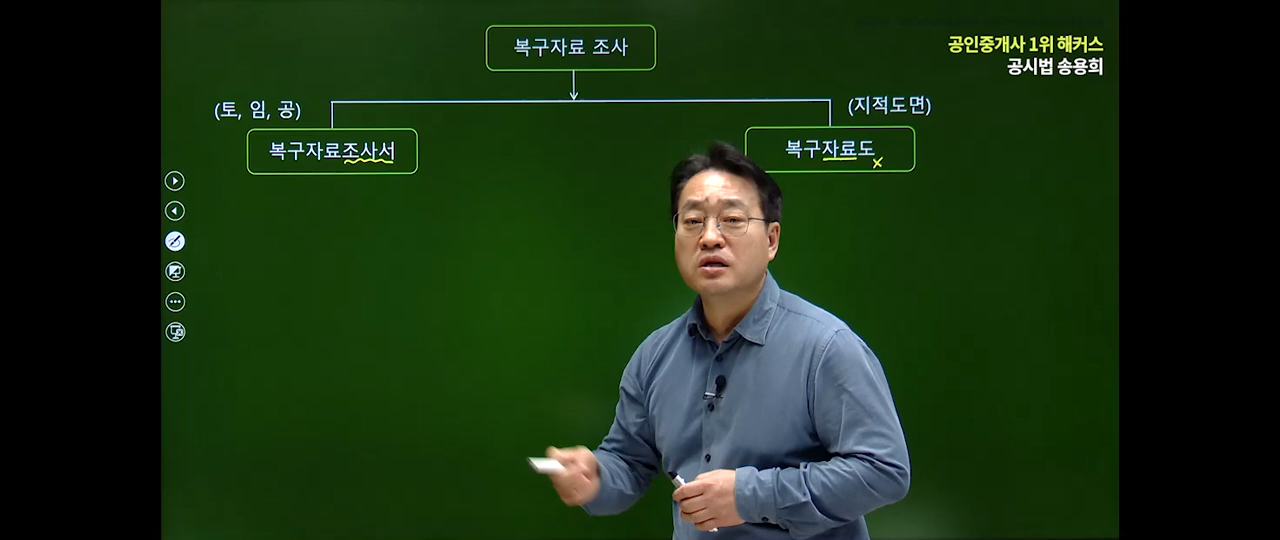 복구자료 조사
공인중개사 1위 해커스
공시법 송용희
(토, 임, 공)
(지적도면)
복구자료조사서
복구자료도
x